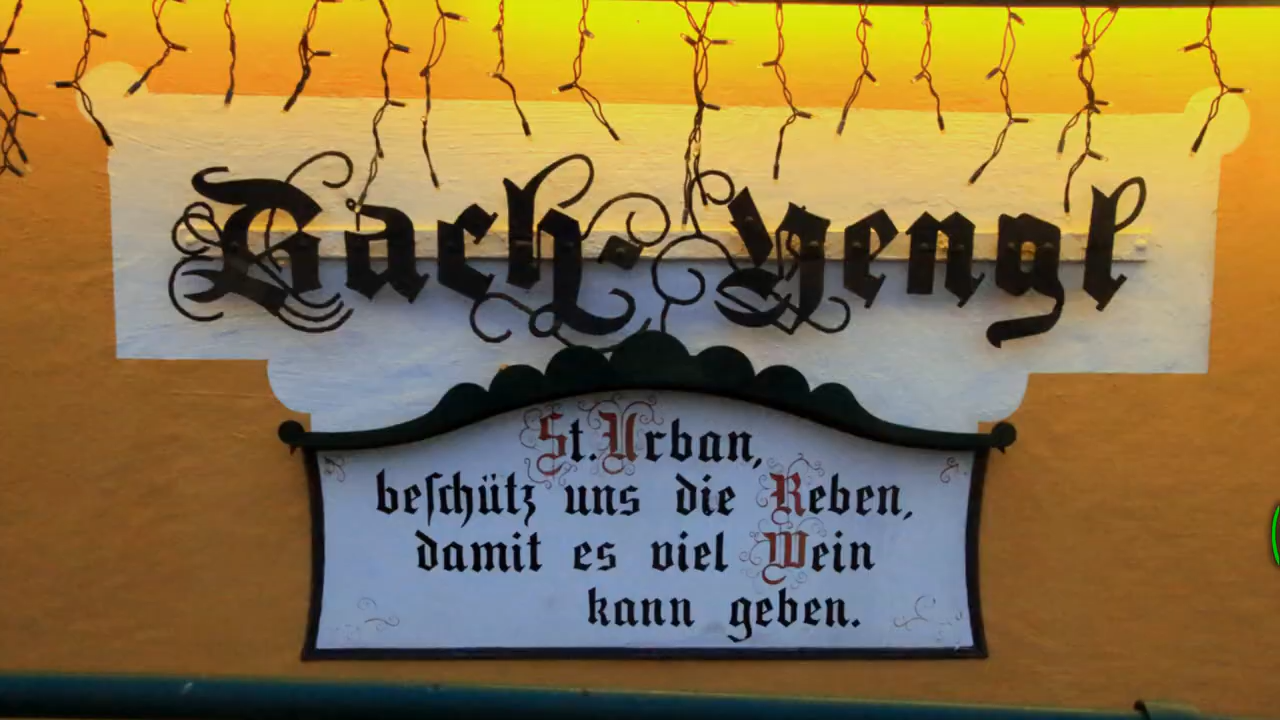 Bach-Hengl
St. Urban,
beſchütz uns die Reben,
damit es viel Wein
kann geben.